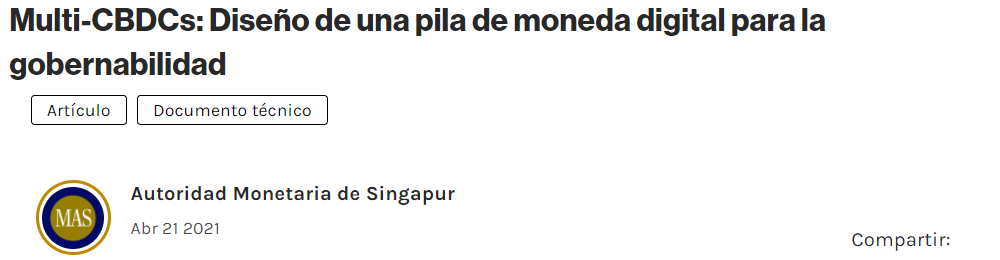 Multi-CBDCs: Diseño de una pila de moneda digital para la
gobernabilidad
Artículo Documento técnico
MAS
Autoridad Monetaria de Singapur
Abr 21 2021
Compartir: